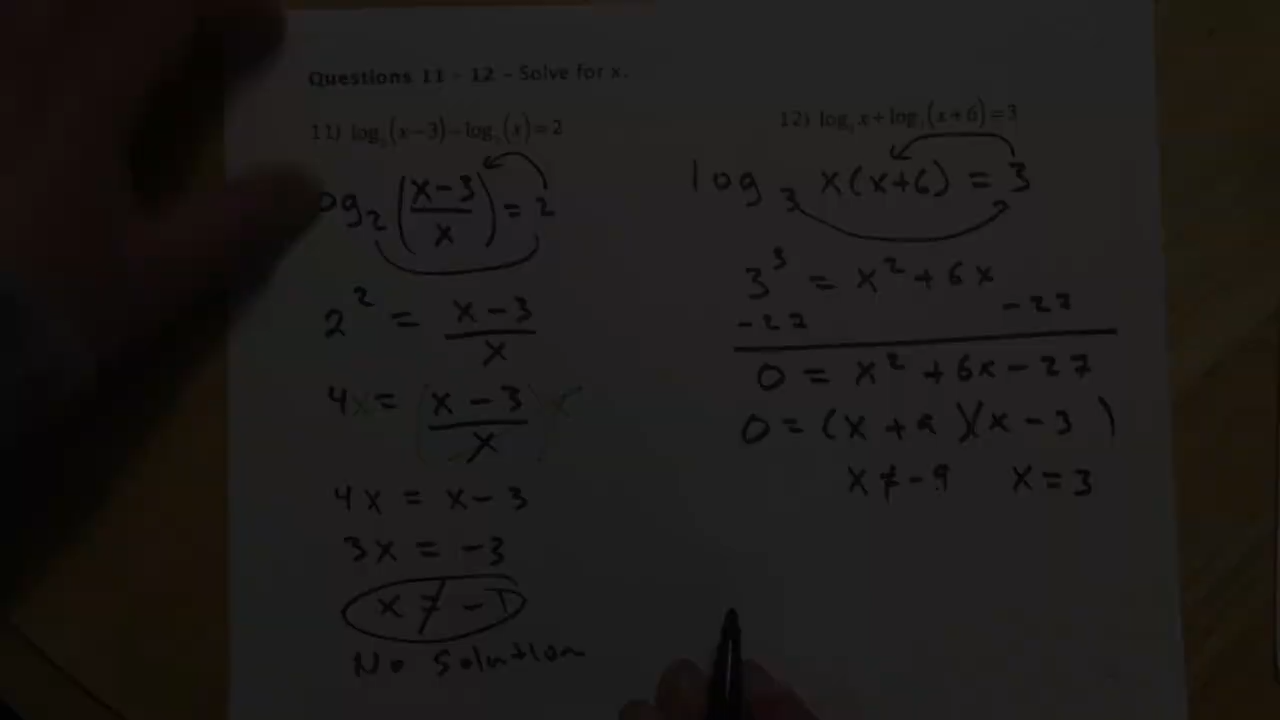 Questions 11 - 12 - Solve for x.
11) log₂(x-3)-log₂(x)=2
log₂((x-3)/x) = 2
2² = (x-3)/x
4x = ((x-3)/x) x
4x = x-3
3x = -3
x ≠ -1
No Solution
12) log₃x+log₃(x+6)=3
log₃ x(x+6) = 3
3³ = x² + 6x
-27 -27
0 = x² + 6x - 27
0 = (x + 9)(x - 3)
x ≠ -9 x = 3